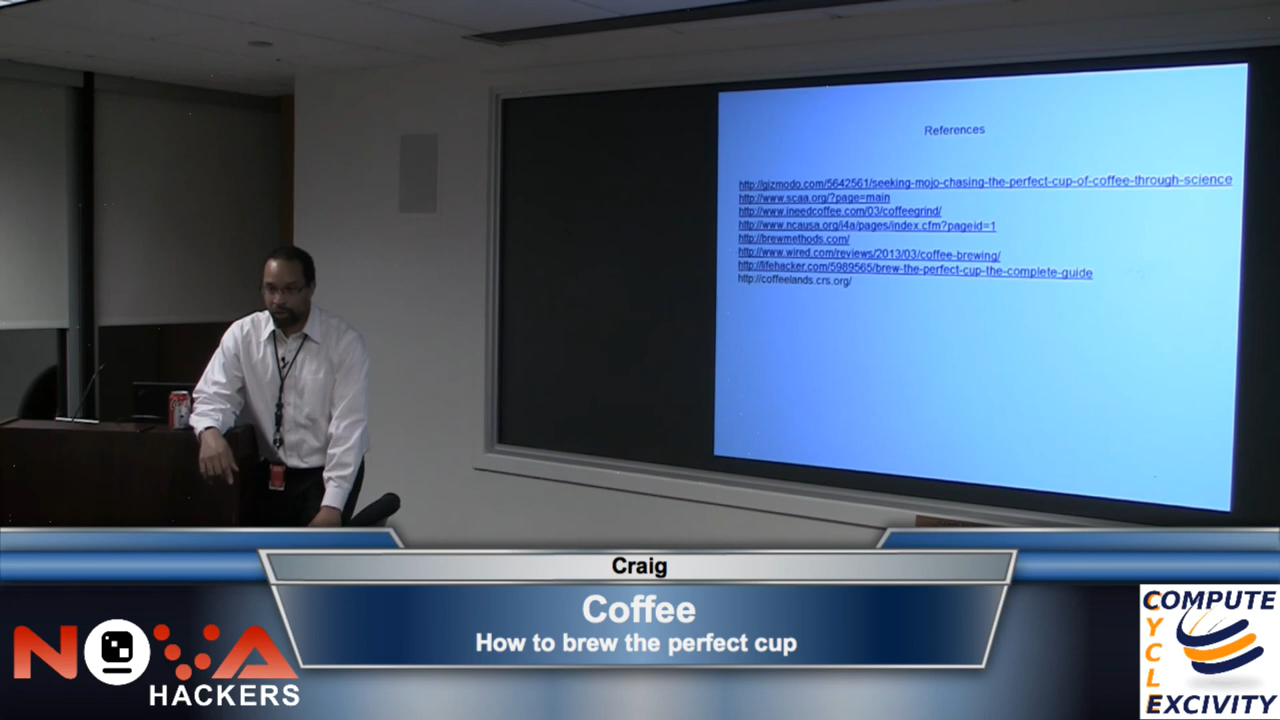 References
http://gizmodo.com/5642561/seeking-mojo-chasing-the-perfect-cup-of-coffee-through-science
http://www.scaa.org/?page=main
http://www.ineedcoffee.com/03/coffeegrind/
http://www.ncausa.org/i4a/pages/index.cfm?pageid=1
http://brewmethods.com/
http://www.wired.com/reviews/2013/03/coffee-brewing/
http://lifehacker.com/5989565/brew-the-perfect-cup-the-complete-guide
http://coffeelands.crs.org/
Craig
Coffee
How to brew the perfect cup
NOVA
HACKERS
COMPUTE
CYCLE
EXCIVITY